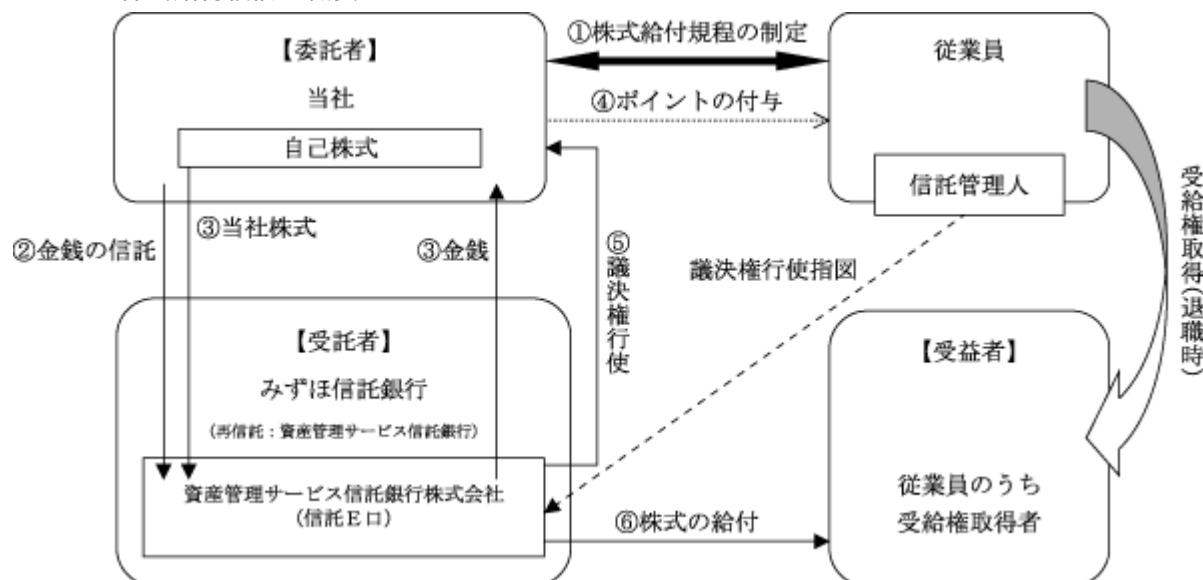 【委託者】
当社
自己株式
①株式給付規程の制定
④ポイントの付与
従業員
信託管理人
②金銭の信託
③当社株式
③金銭
⑤議決権行使
議決権行使指図
受給権取得(退職時)
【受託者】
みずほ信託銀行
(再信託：資産管理サービス信託銀行)
資産管理サービス信託銀行株式会社
(信託E口)
⑥株式の給付
【受益者】
従業員のうち
受給権取得者